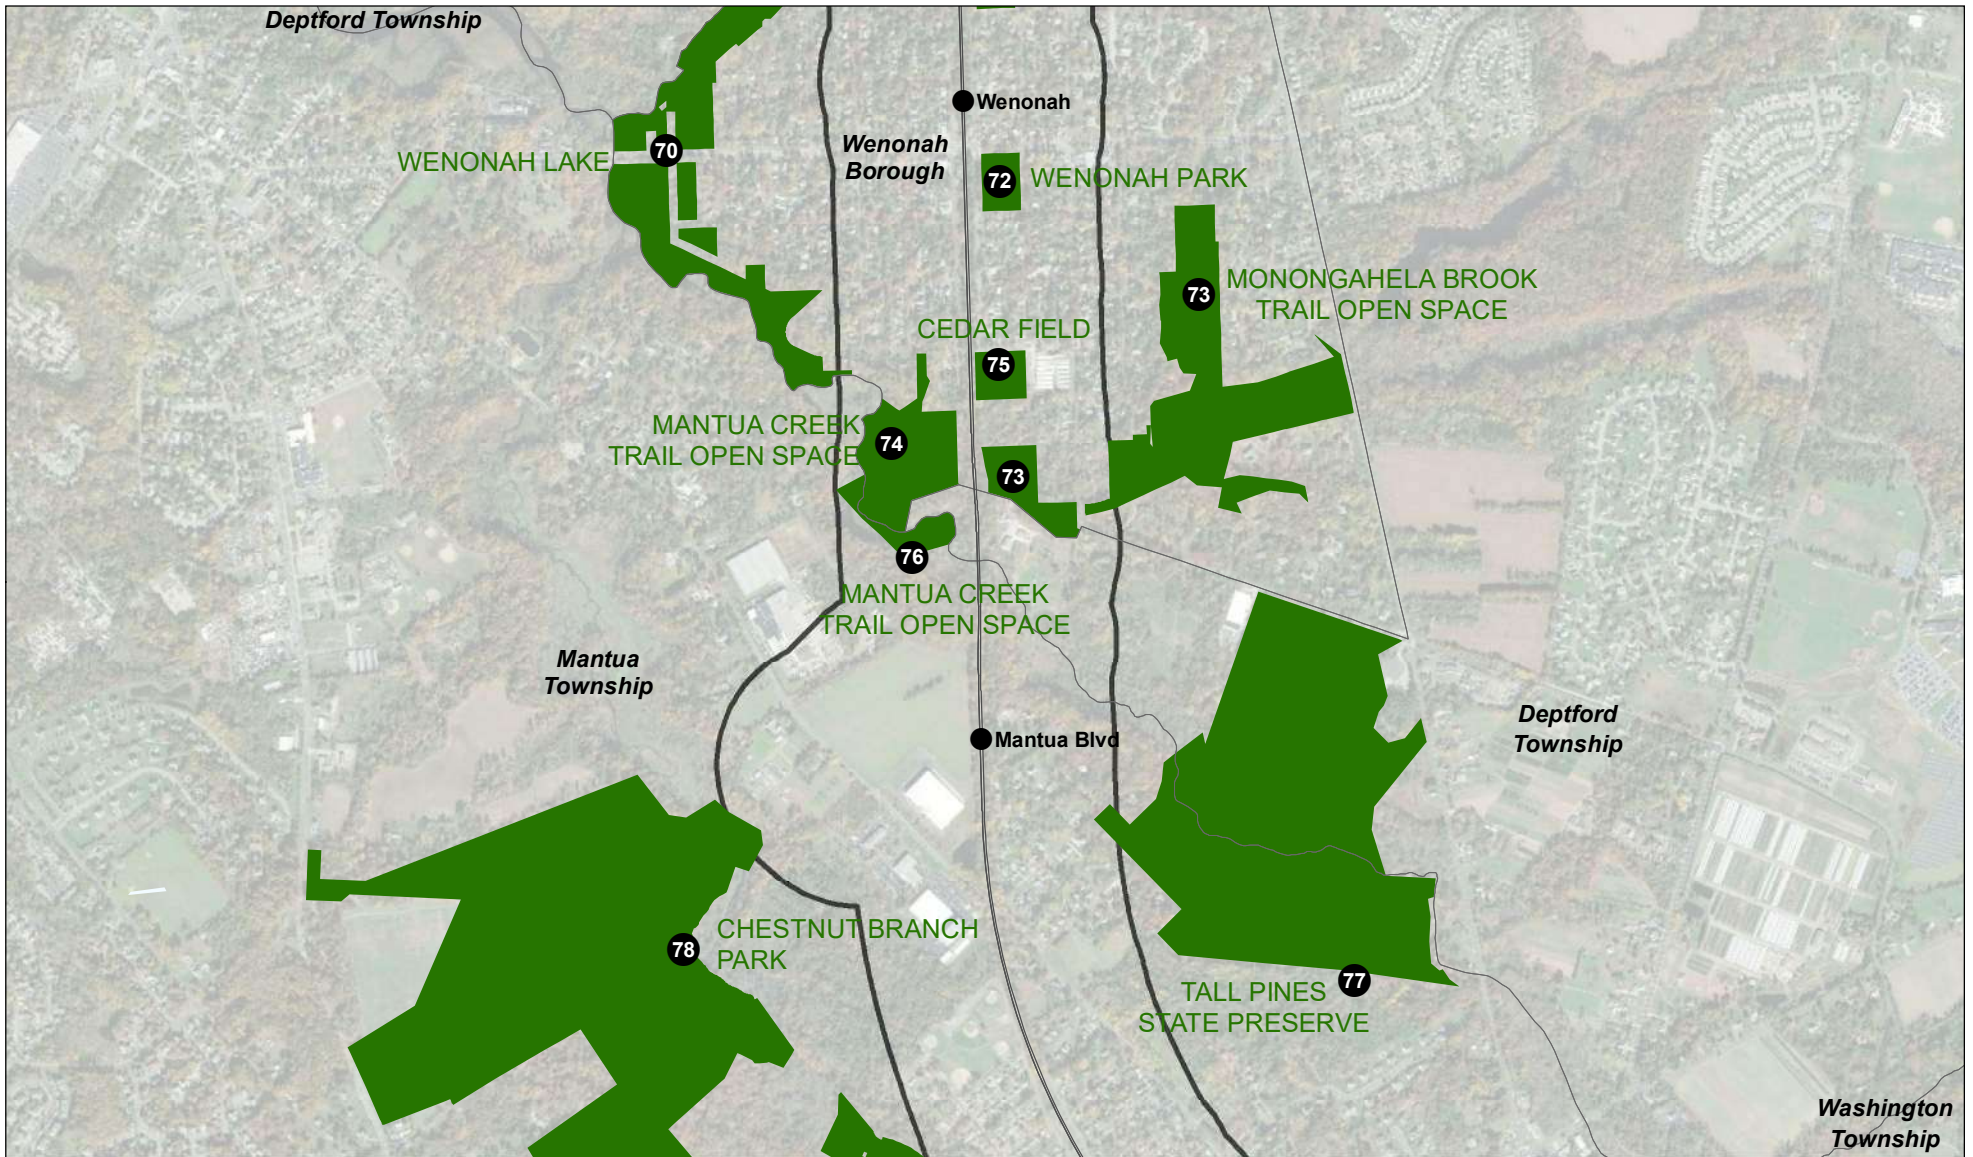 Deptford Township
Wenonah
Wenonah
Borough
70
WENONAH LAKE
72
WENONAH PARK
73
MONONGAHELA BROOK
TRAIL OPEN SPACE
CEDAR FIELD
75
MANTUA CREEK
TRAIL OPEN SPACE
74
73
76
MANTUA CREEK
TRAIL OPEN SPACE
Mantua
Township
Deptford
Township
Mantua Blvd
CHESTNUT BRANCH
PARK
78
77
TALL PINES
STATE PRESERVE
Washington
Township